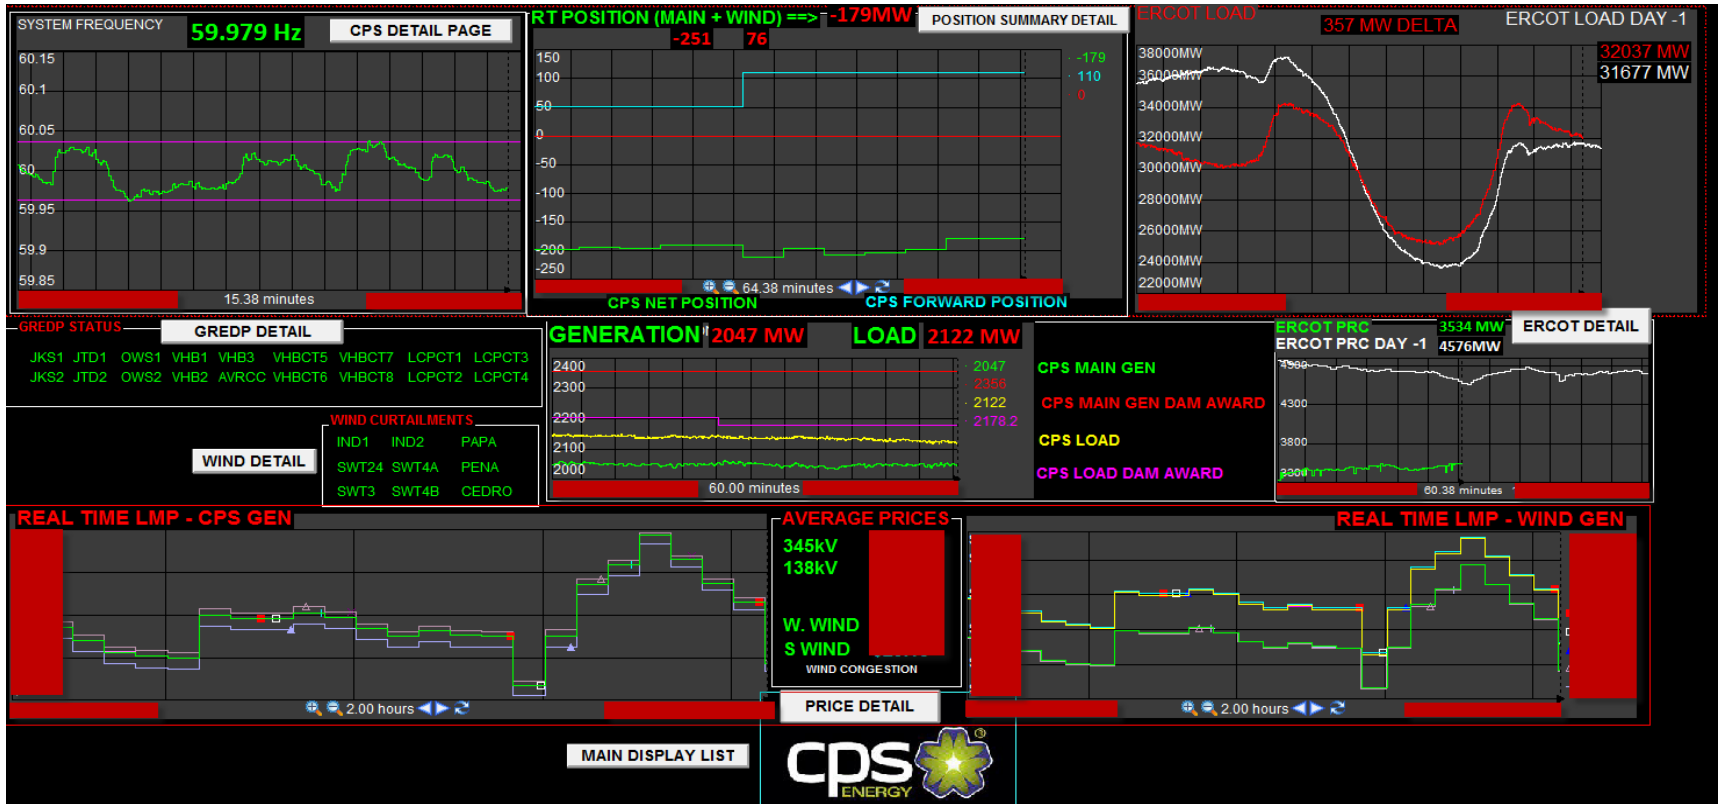 SYSTEM FREQUENCY
59.979 Hz
CPS DETAIL PAGE
60.15
60.1
60.05
60
59.95
59.9
59.85
15.38 minutes
RT POSITION (MAIN + WIND) ==> -179MW
-251 76
POSITION SUMMARY DETAIL
150
100
50
0
-50
-100
-150
-200
-250
-179
110
0
64.38 minutes
CPS NET POSITION
CPS FORWARD POSITION
ERCOT LOAD
357 MW DELTA
ERCOT LOAD DAY -1
32037 MW
31677 MW
38000MW
36000MW
34000MW
32000MW
30000MW
28000MW
26000MW
24000MW
22000MW
GREDP STATUS
GREDP DETAIL
JKS1 JTD1 OWS1 VHB1 VHB3 VHBCT5 VHBCT7 LCPCT1 LCPCT3
JKS2 JTD2 OWS2 VHB2 AVRCC VHBCT6 VHBCT8 LCPCT2 LCPCT4
WIND DETAIL
WIND CURTAILMENTS
IND1 IND2 PAPA
SWT24 SWT4A PENA
SWT3 SWT4B CEDRO
GENERATION 2047 MW LOAD 2122 MW
2400
2300
2200
2100
2000
2047
2356
2122
2178.2
60.00 minutes
CPS MAIN GEN
CPS MAIN GEN DAM AWARD
CPS LOAD
CPS LOAD DAM AWARD
ERCOT PRC 3534 MW
ERCOT PRC DAY -1 4576MW
ERCOT DETAIL
4300
3800
60.38 minutes
REAL TIME LMP - CPS GEN
2.00 hours
AVERAGE PRICES
345kV
138kV
W. WIND
S WIND
WIND CONGESTION
PRICE DETAIL
REAL TIME LMP - WIND GEN
2.00 hours
MAIN DISPLAY LIST
cps
ENERGY
®